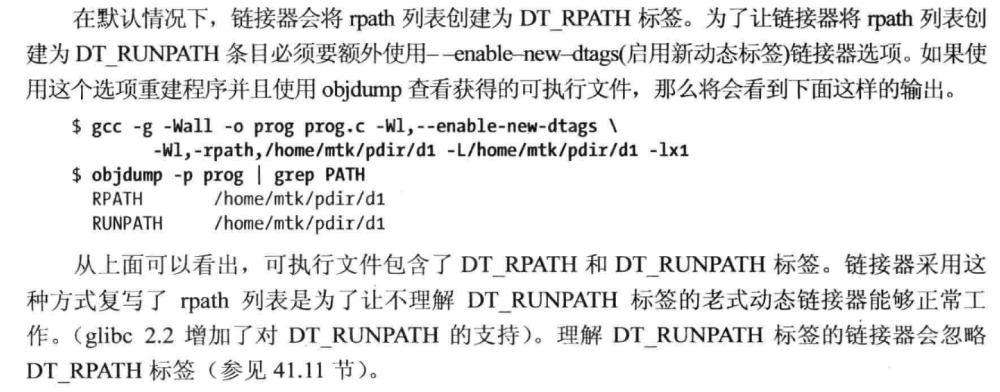 在默认情况下，链接器会将 rpath 列表创建为 DT_RPATH 标签。为了让链接器将 rpath 列表创
建为 DT_RUNPATH 条目必须要额外使用– –enable–new–dtags(启用新动态标签)链接器选项。如果使
用这个选项重建程序并且使用 objdump 查看获得的可执行文件，那么将会看到下面这样的输出。
$ gcc -g -Wall -o prog prog.c -Wl,--enable-new-dtags \
-Wl,-rpath,/home/mtk/pdir/d1 -L/home/mtk/pdir/d1 -lx1
$ objdump -p prog | grep PATH
RPATH /home/mtk/pdir/d1
RUNPATH /home/mtk/pdir/d1
从上面可以看出，可执行文件包含了 DT_RPATH 和 DT_RUNPATH 标签。链接器采用这
种方式复写了 rpath 列表是为了让不理解 DT_RUNPATH 标签的老式动态链接器能够正常工
作。（glibc 2.2 增加了对 DT_RUNPATH 的支持）。理解 DT_RUNPATH 标签的链接器会忽略
DT_RPATH 标签（参见 41.11 节）。